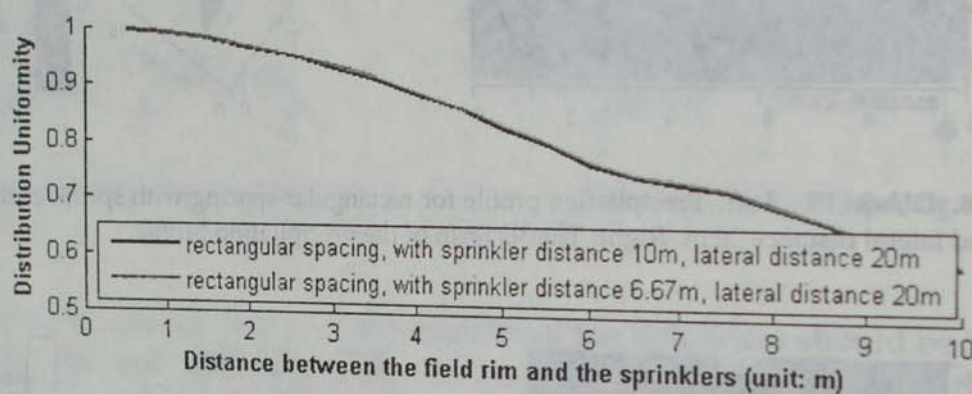 1
0.9
0.8
0.7
0.6
0.5
Distribution Uniformity
rectangular spacing, with sprinkler distance 10m, lateral distance 20m
rectangular spacing, with sprinkler distance 6.67m, lateral distance 20m
0 1 2 3 4 5 6 7 8 9 10
Distance between the field rim and the sprinklers (unit: m)